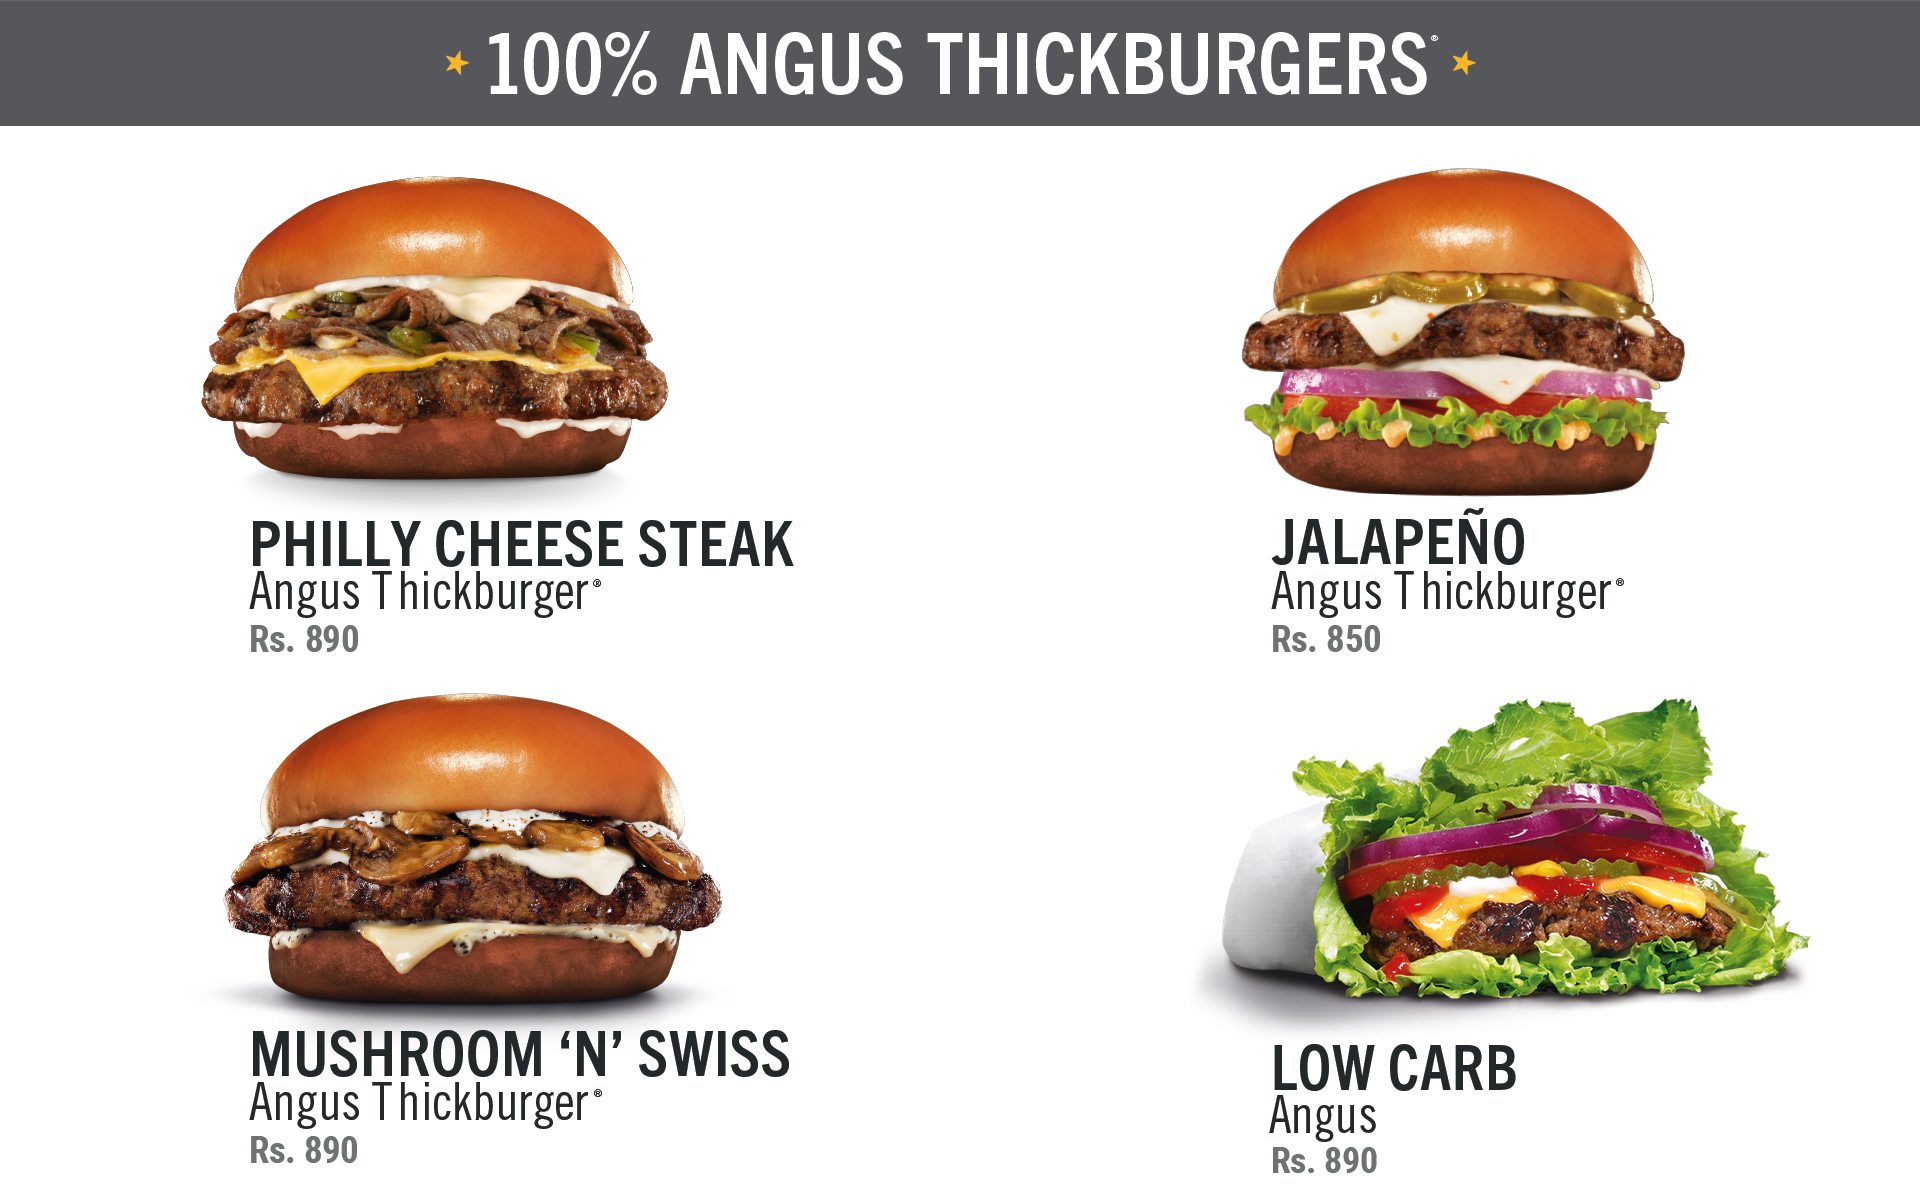 100% ANGUS THICKBURGERS®
PHILLY CHEESE STEAK
Angus Thickburger®
Rs. 890
JALAPEÑO
Angus Thickburger®
Rs. 850
MUSHROOM ‘N’ SWISS
Angus Thickburger®
Rs. 890
LOW CARB
Angus
Rs. 890